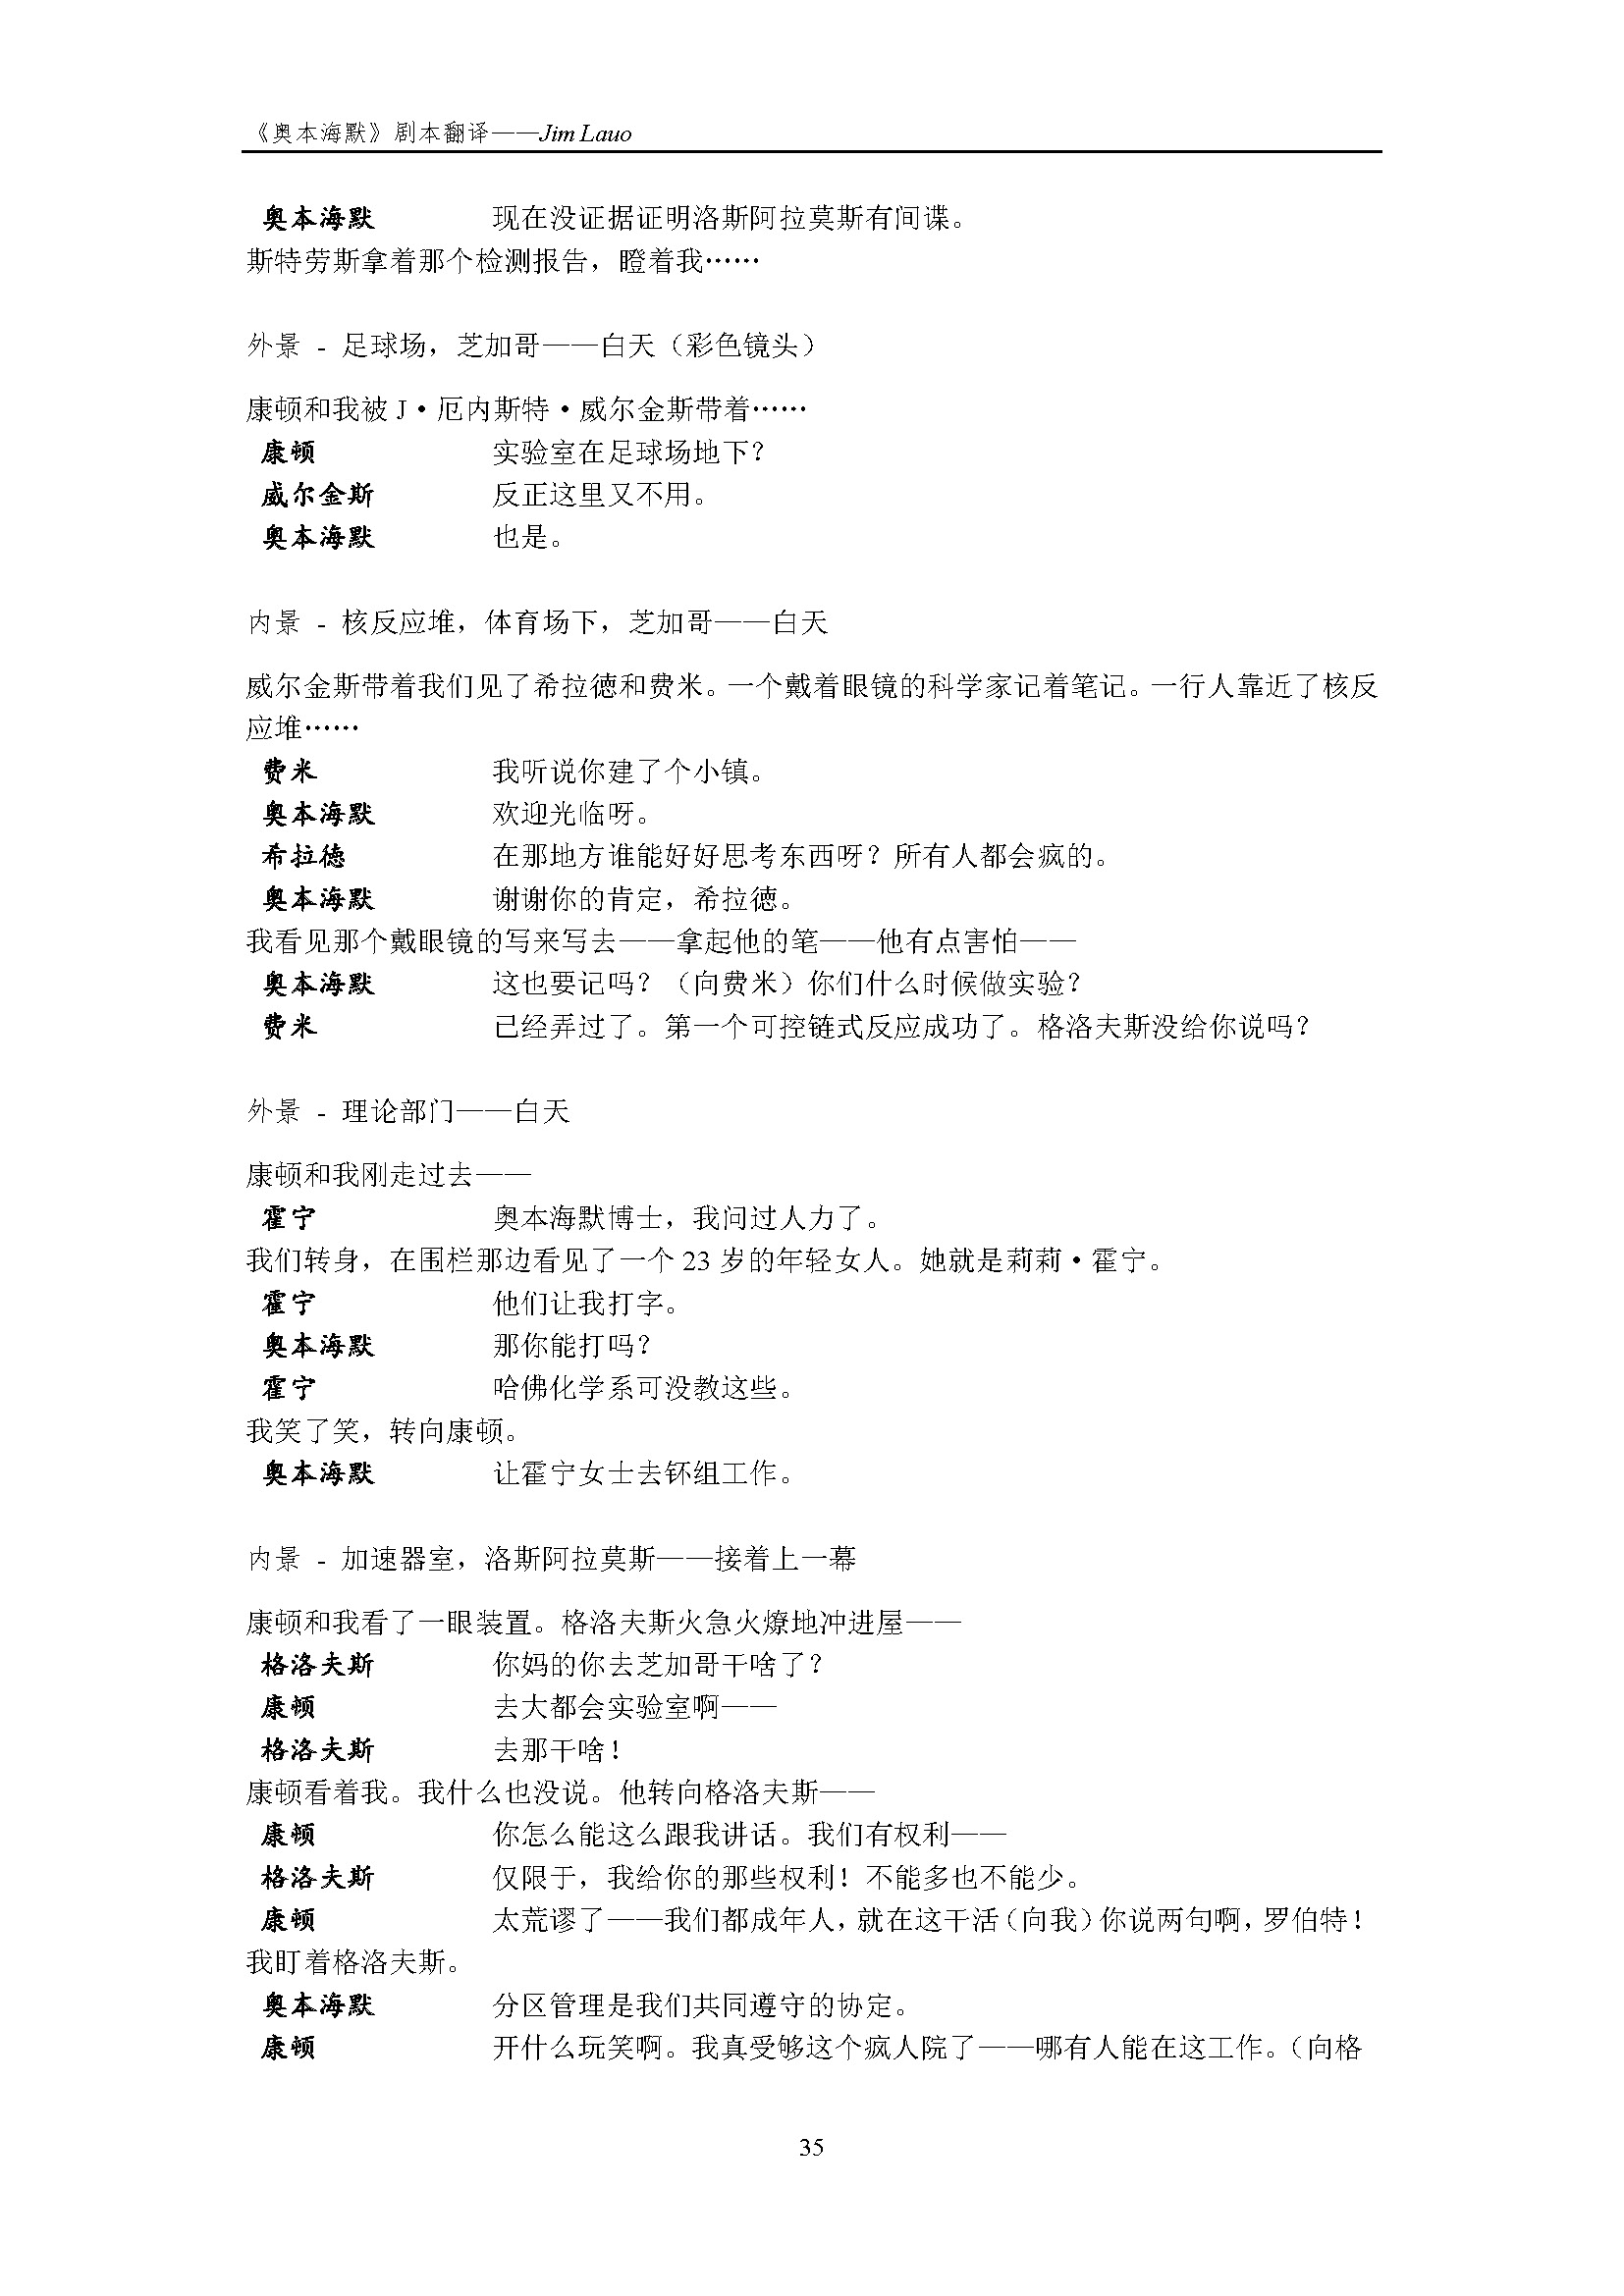 《奥本海默》剧本翻译——Jim Lauo
奥本海默 现在没证据证明洛斯阿拉莫斯有间谍。
斯特劳斯拿着那个检测报告，瞪着我……
外景 - 足球场，芝加哥——白天（彩色镜头）
康顿和我被 J·厄内斯特·威尔金斯带着……
康顿 实验室在足球场地下？
威尔金斯 反正这里又不用。
奥本海默 也是。
内景 - 核反应堆，体育场下，芝加哥——白天
威尔金斯带着我们见了希拉德和费米。一个戴着眼镜的科学家记着笔记。一行人靠近了核反
应堆……
费米 我听说你建了个小镇。
奥本海默 欢迎光临呀。
希拉德 在那地方谁能好好思考东西呀？所有人都会疯的。
奥本海默 谢谢你的肯定，希拉德。
我看见那个戴眼镜的写来写去——拿起他的笔——他有点害怕——
奥本海默 这也要记吗？（向费米）你们什么时候做实验？
费米 已经弄过了。第一个可控链式反应成功了。格洛夫斯没给你说吗？
外景 - 理论部门——白天
康顿和我刚走过去——
霍宁 奥本海默博士，我问过人力了。
我们转身，在围栏那边看见了一个 23 岁的年轻女人。她就是莉莉·霍宁。
霍宁 他们让我打字。
奥本海默 那你能打吗？
霍宁 哈佛化学系可没教这些。
我笑了笑，转向康顿。
奥本海默 让霍宁女士去钚组工作。
内景 - 加速器室，洛斯阿拉莫斯——接着上一幕
康顿和我看了一眼装置。格洛夫斯火急火燎地冲进屋——
格洛夫斯 你妈的你去芝加哥干啥了？
康顿 去大都会实验室啊——
格洛夫斯 去那干啥！
康顿看着我。我什么也没说。他转向格洛夫斯——
康顿 你怎么能这么跟我讲话。我们有权利——
格洛夫斯 仅限于，我给你的那些权利！不能多也不能少。
康顿 太荒谬了——我们都成年人，就在这干活（向我）你说两句啊，罗伯特！
我盯着格洛夫斯。
奥本海默 分区管理是我们共同遵守的协定。
康顿 开什么玩笑啊。我真受够这个疯人院了——哪有人能在这工作。（向格
35